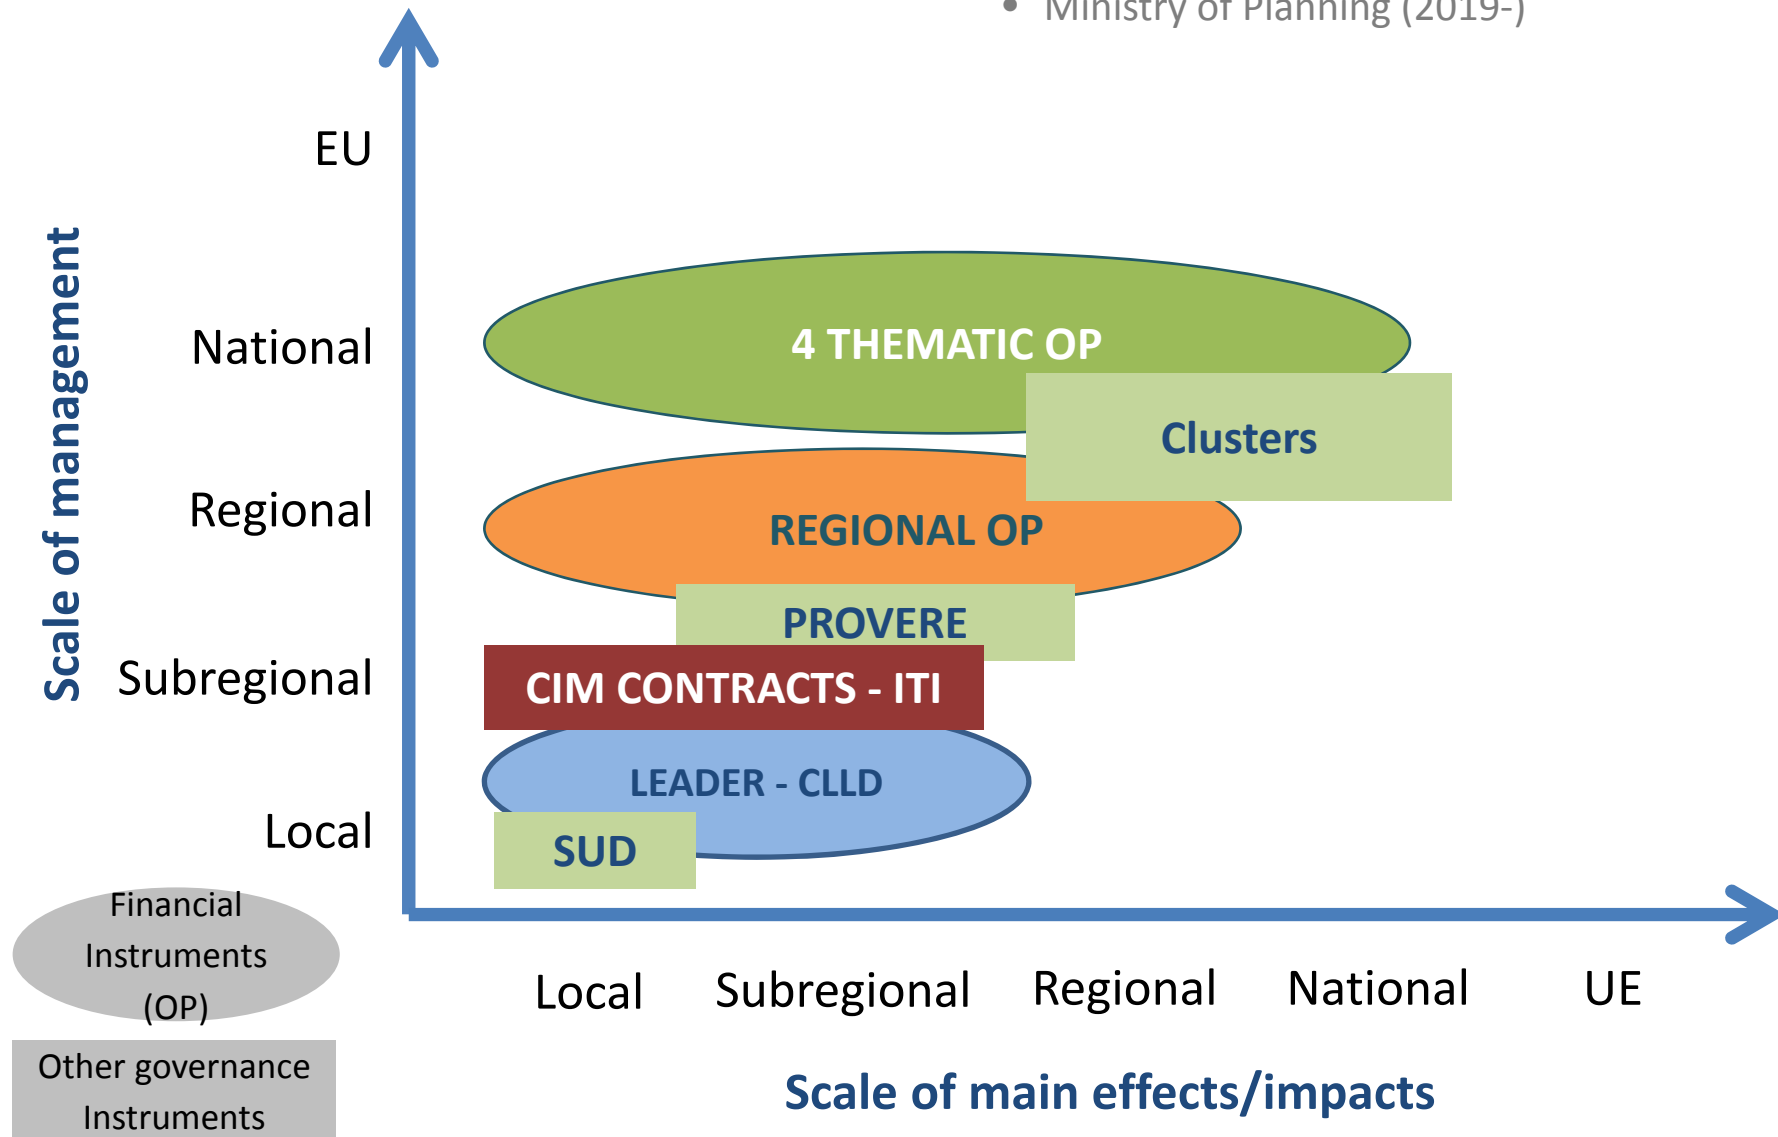 • Ministry of Planning (2019-)
EU
National
Regional
Subregional
Local
Scale of management
4 THEMATIC OP
Clusters
REGIONAL OP
PROVERE
CIM CONTRACTS - ITI
LEADER - CLLD
SUD
Financial
Instruments
(OP)
Other governance
Instruments
Local
Subregional
Regional
National
UE
Scale of main effects/impacts